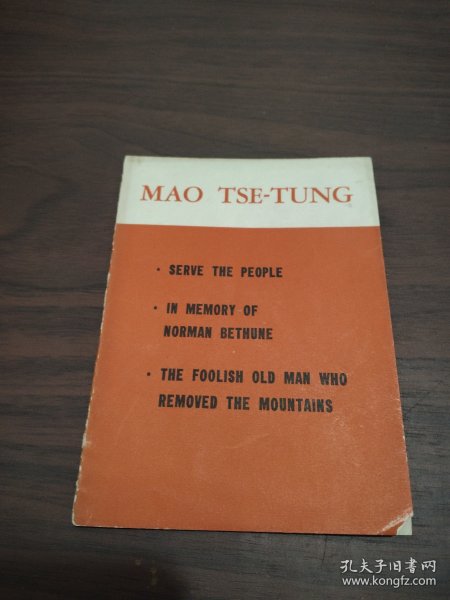 MAO TSE-TUNG
• SERVE THE PEOPLE
• IN MEMORY OF
NORMAN BETHUNE
• THE FOOLISH OLD MAN WHO
REMOVED THE MOUNTAINS
孔夫子旧书网
www.kongfz.com